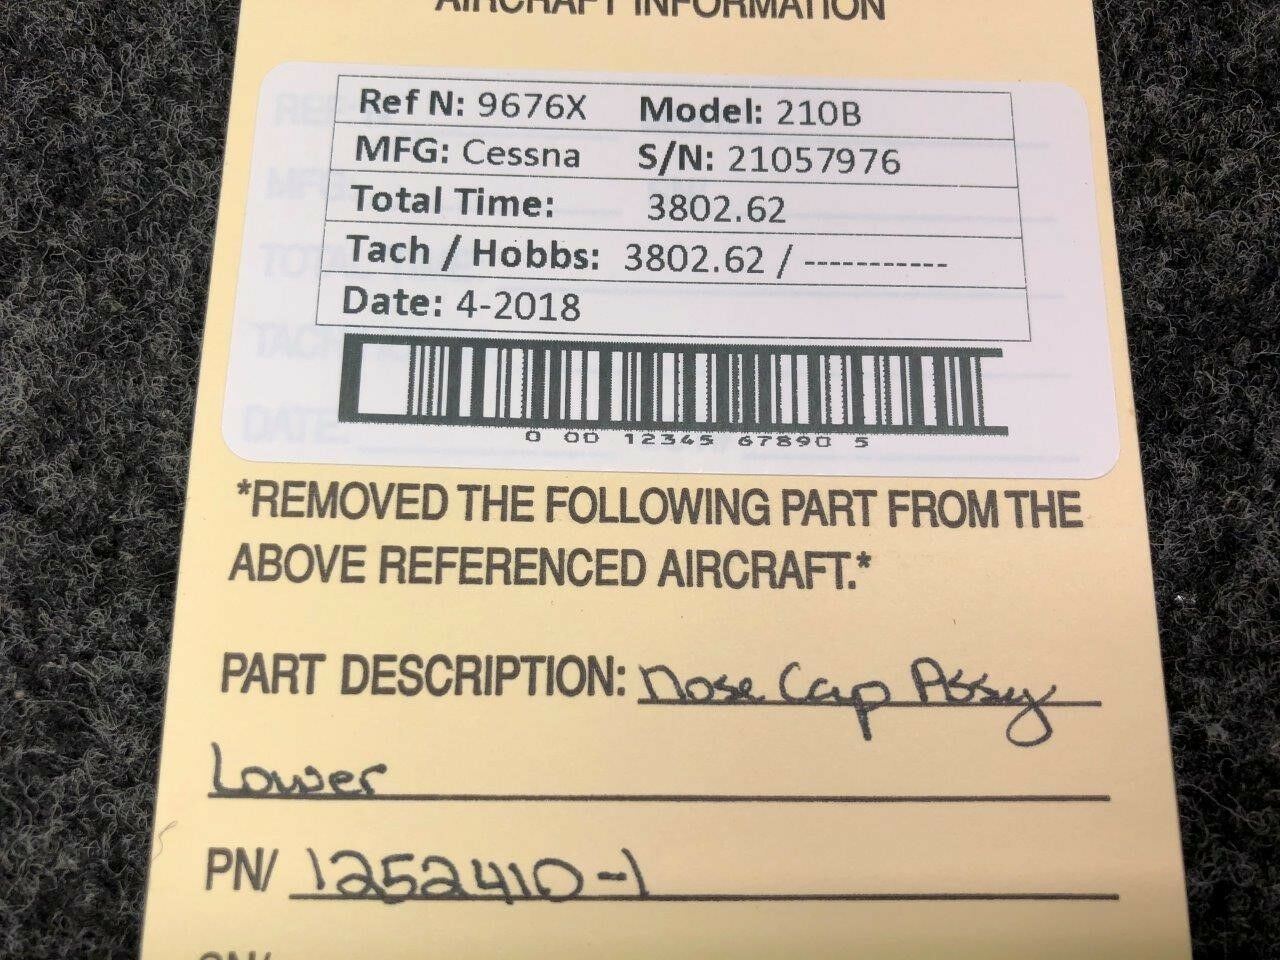 AIRCRAFT INFORMATION
Ref N: 9676X Model: 210B
MFG: Cessna S/N: 21057976
Total Time: 3802.62
Tach / Hobbs: 3802.62 / -----------
Date: 4-2018
0 00 12345 67890 5
*REMOVED THE FOLLOWING PART FROM THE
ABOVE REFERENCED AIRCRAFT.*
PART DESCRIPTION: Nose Cap Assy
Lower
PN/ 1252410-1